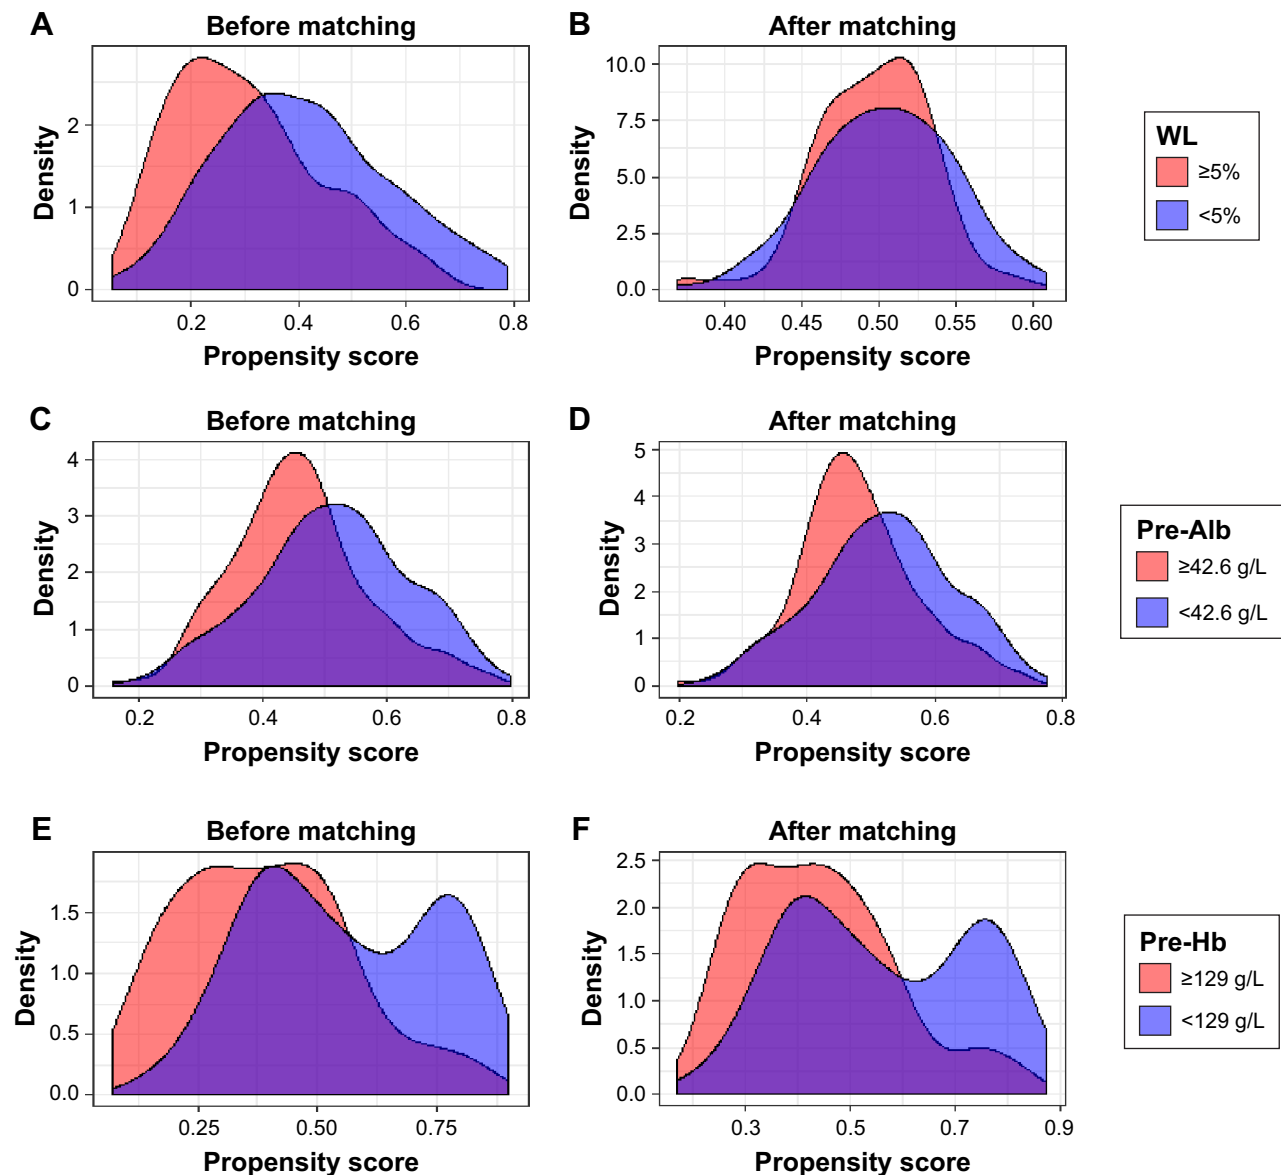 A
Before matching
Density
2
1
0
0.2
0.4
0.6
0.8
Propensity score
B
After matching
Density
10.0
7.5
5.0
2.5
0.0
0.40
0.45
0.50
0.55
0.60
Propensity score
WL
≥5%
<5%
C
Before matching
Density
4
3
2
1
0
0.2
0.4
0.6
0.8
Propensity score
D
After matching
Density
5
4
3
2
1
0
0.2
0.4
0.6
0.8
Propensity score
Pre-Alb
≥42.6 g/L
<42.6 g/L
E
Before matching
Density
1.5
1.0
0.5
0.0
0.25
0.50
0.75
Propensity score
F
After matching
Density
2.5
2.0
1.5
1.0
0.5
0.0
0.3
0.5
0.7
0.9
Propensity score
Pre-Hb
≥129 g/L
<129 g/L